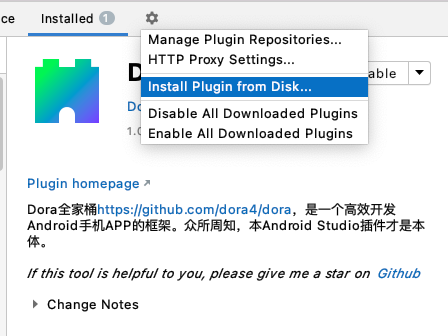 ce
Installed 1
Manage Plugin Repositories...
HTTP Proxy Settings...
Install Plugin from Disk...
Disable All Downloaded Plugins
Enable All Downloaded Plugins
D
able
Do
1.0
Plugin homepage
Dora全家桶https://github.com/dora4/dora，是一个高效开发
Android手机APP的框架。众所周知，本Android Studio插件才是本
体。
If this tool is helpful to you, please give me a star on Github
Change Notes